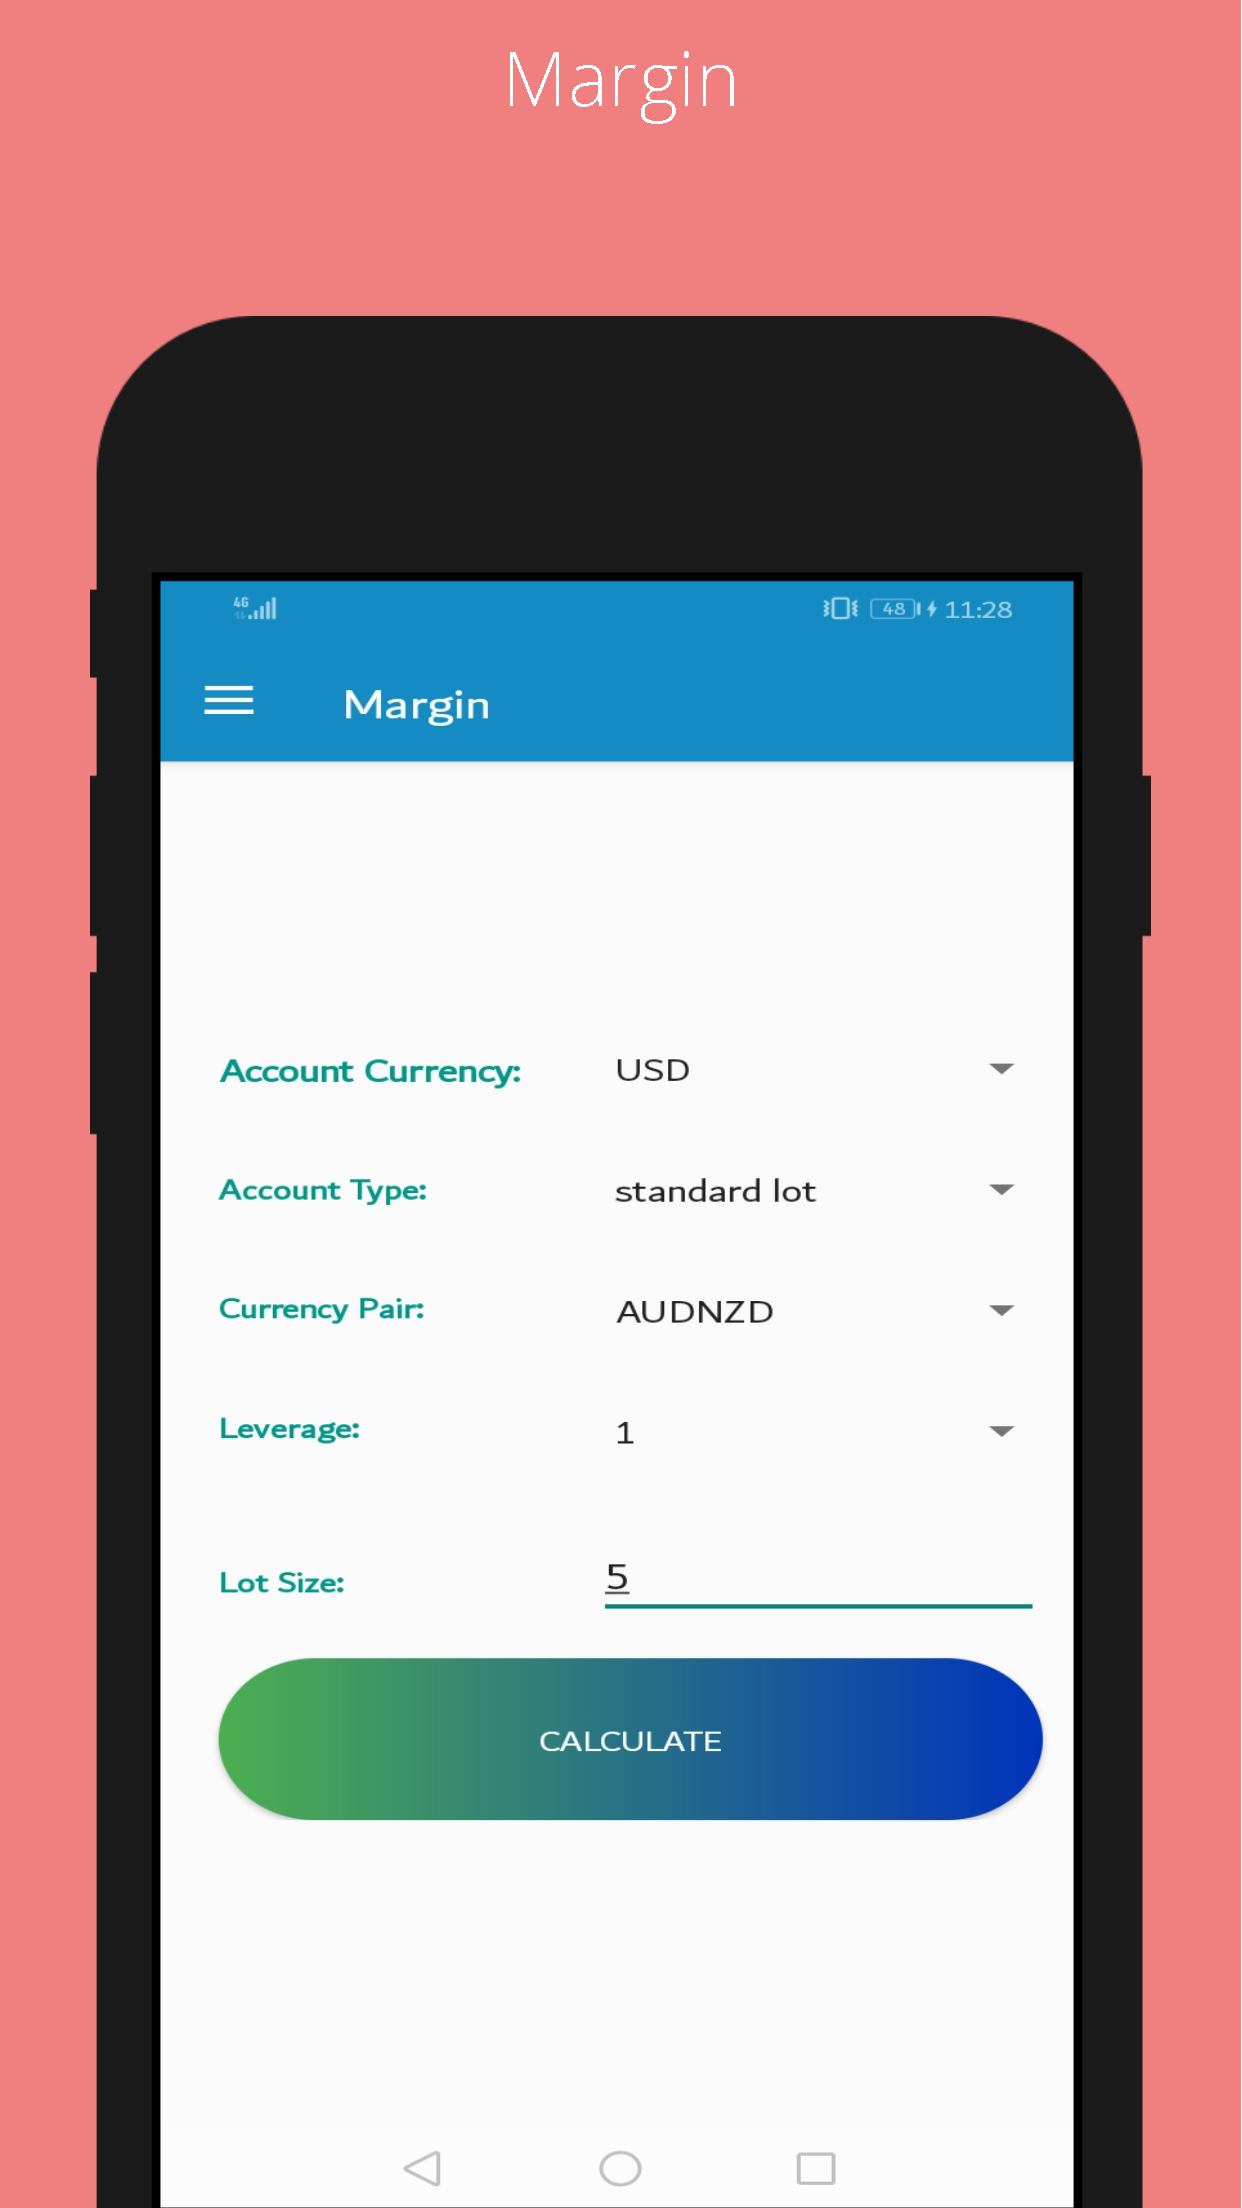 Margin
4G
48 11:28
Margin
Account Currency: USD
Account Type: standard lot
Currency Pair: AUDNZD
Leverage: 1
Lot Size: 5
CALCULATE